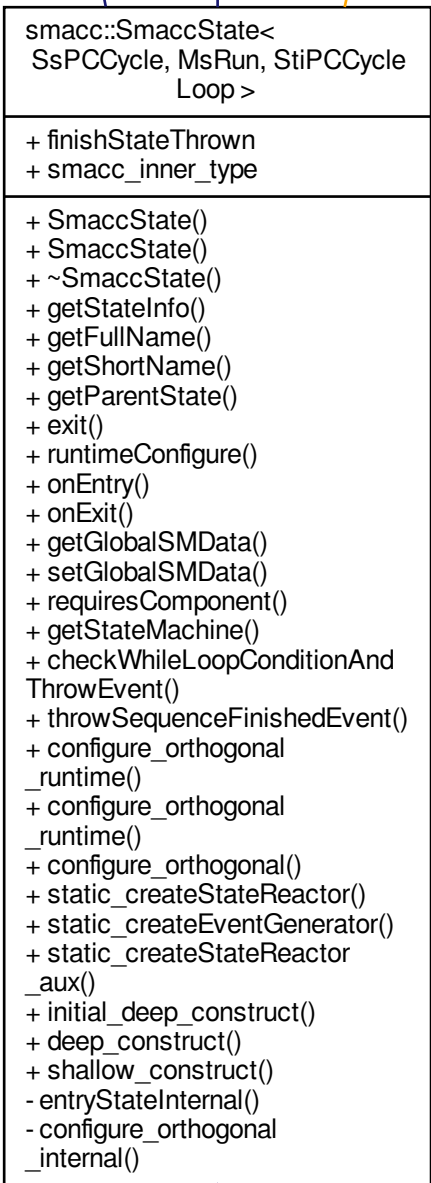 smacc::SmaccState<
SsPCCycle, MsRun, StiPCCycle
Loop >
+ finishStateThrown
+ smacc_inner_type
+ SmaccState()
+ SmaccState()
+ ~SmaccState()
+ getStateInfo()
+ getFullName()
+ getShortName()
+ getParentState()
+ exit()
+ runtimeConfigure()
+ onEntry()
+ onExit()
+ getGlobalSMData()
+ setGlobalSMData()
+ requiresComponent()
+ getStateMachine()
+ checkWhileLoopConditionAnd
ThrowEvent()
+ throwSequenceFinishedEvent()
+ configure_orthogonal
_runtime()
+ configure_orthogonal
_runtime()
+ configure_orthogonal()
+ static_createStateReactor()
+ static_createEventGenerator()
+ static_createStateReactor
_aux()
+ initial_deep_construct()
+ deep_construct()
+ shallow_construct()
- entryStateInternal()
- configure_orthogonal
_internal()